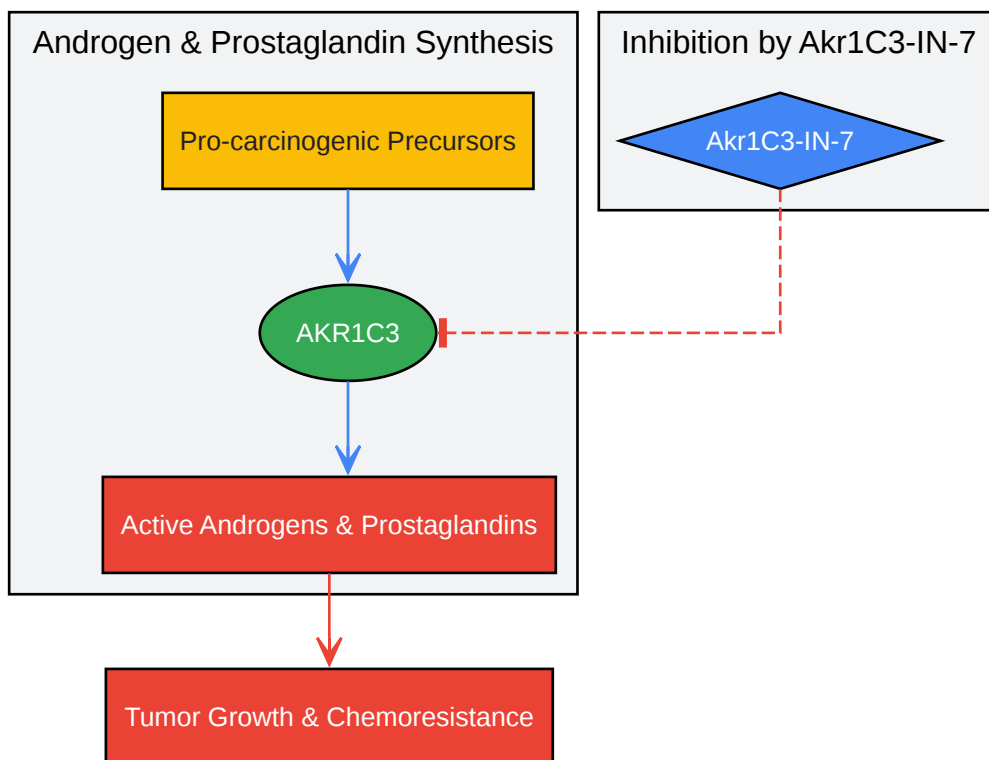 Androgen & Prostaglandin Synthesis
Inhibition by Akr1C3-IN-7
Pro-carcinogenic Precursors
Akr1C3-IN-7
AKR1C3
Active Androgens & Prostaglandins
Tumor Growth & Chemoresistance